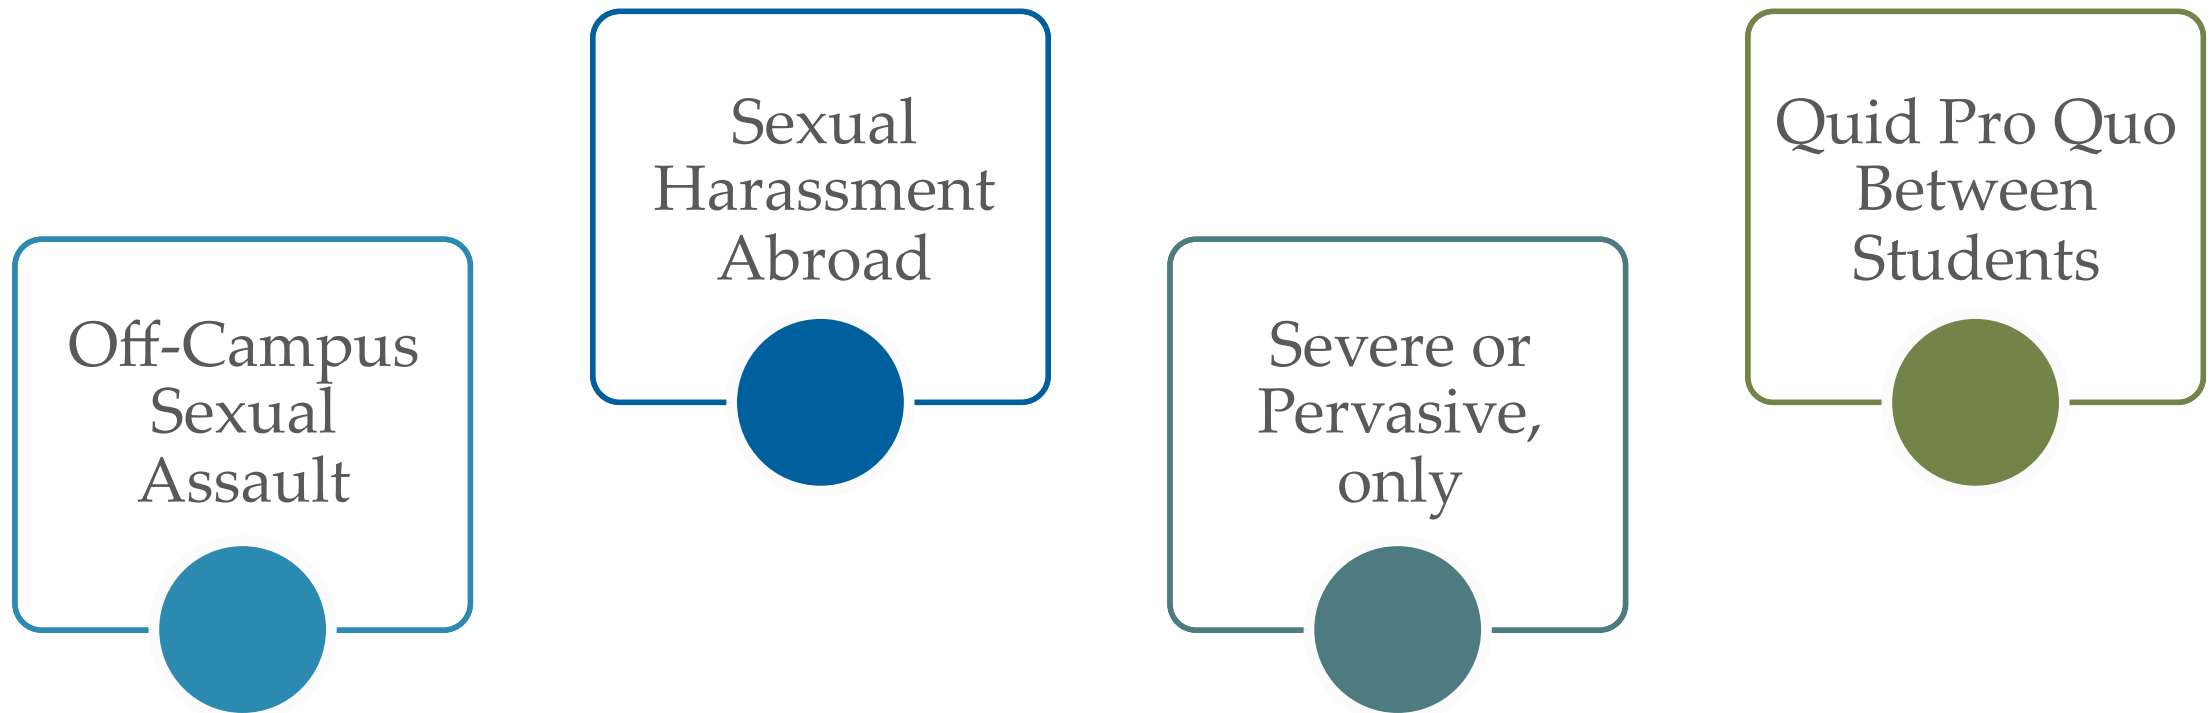 Off-Campus
Sexual
Assault
Sexual
Harassment
Abroad
Severe or
Pervasive,
only
Quid Pro Quo
Between
Students